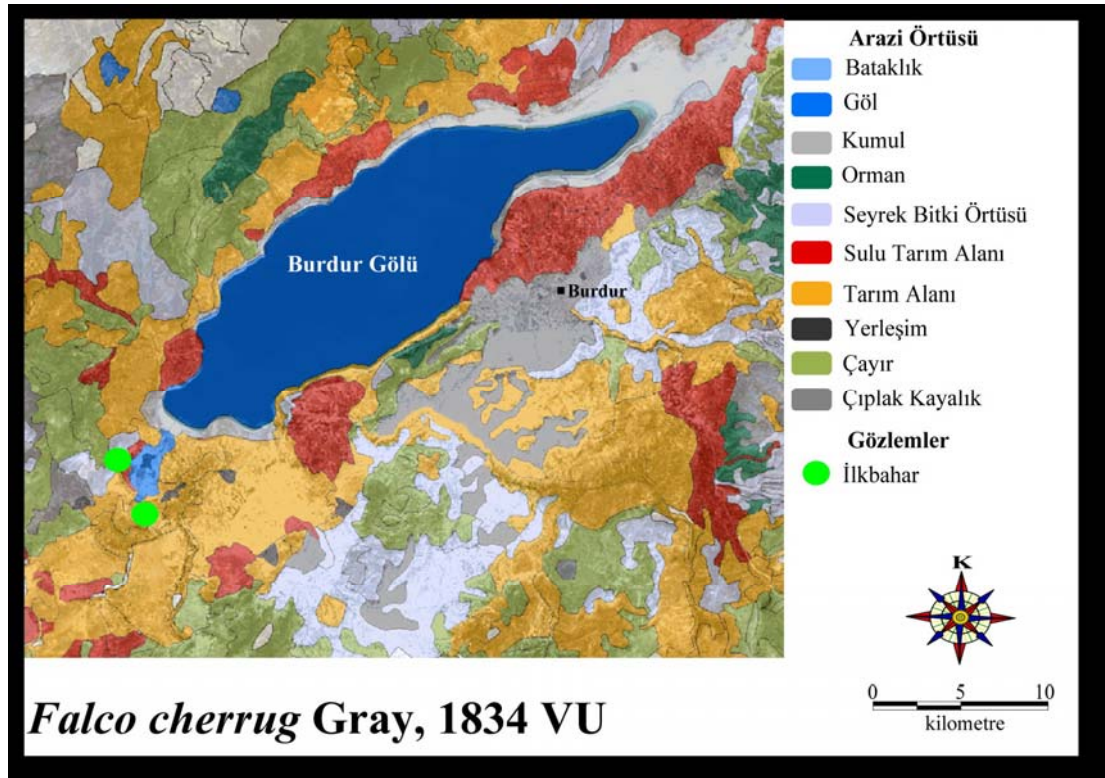 Arazi Örtüsü
Bataklık
Göl
Kumul
Orman
Seyrek Bitki Örtüsü
Sulu Tarım Alanı
Tarım Alanı
Yerleşim
Çayır
Çıplak Kayalık
Gözlemler
İlkbahar
Burdur Gölü
Burdur
K
0 5 10
kilometre
Falco cherrug Gray, 1834 VU